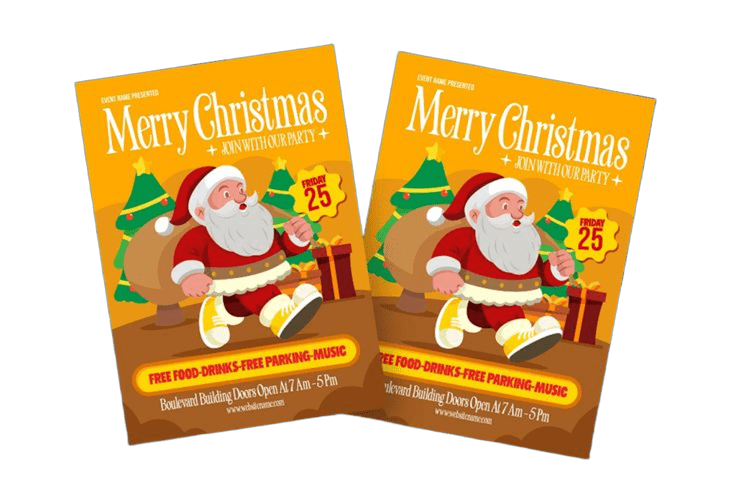 EVENT NAME PRESENTED
Merry Christmas
JOIN WITH OUR PARTY
FRIDAY
25
FREE FOOD-DRINKS-FREE PARKING-MUSIC
Boulevard Building Doors Open At 7 Am - 5 Pm
www.websitename.com
EVENT NAME PRESENTED
Merry Christmas
JOIN WITH OUR PARTY
FRIDAY
25
FREE FOOD-DRINKS-FREE PARKING-MUSIC
Boulevard Building Doors Open At 7 Am - 5 Pm
www.websitename.com